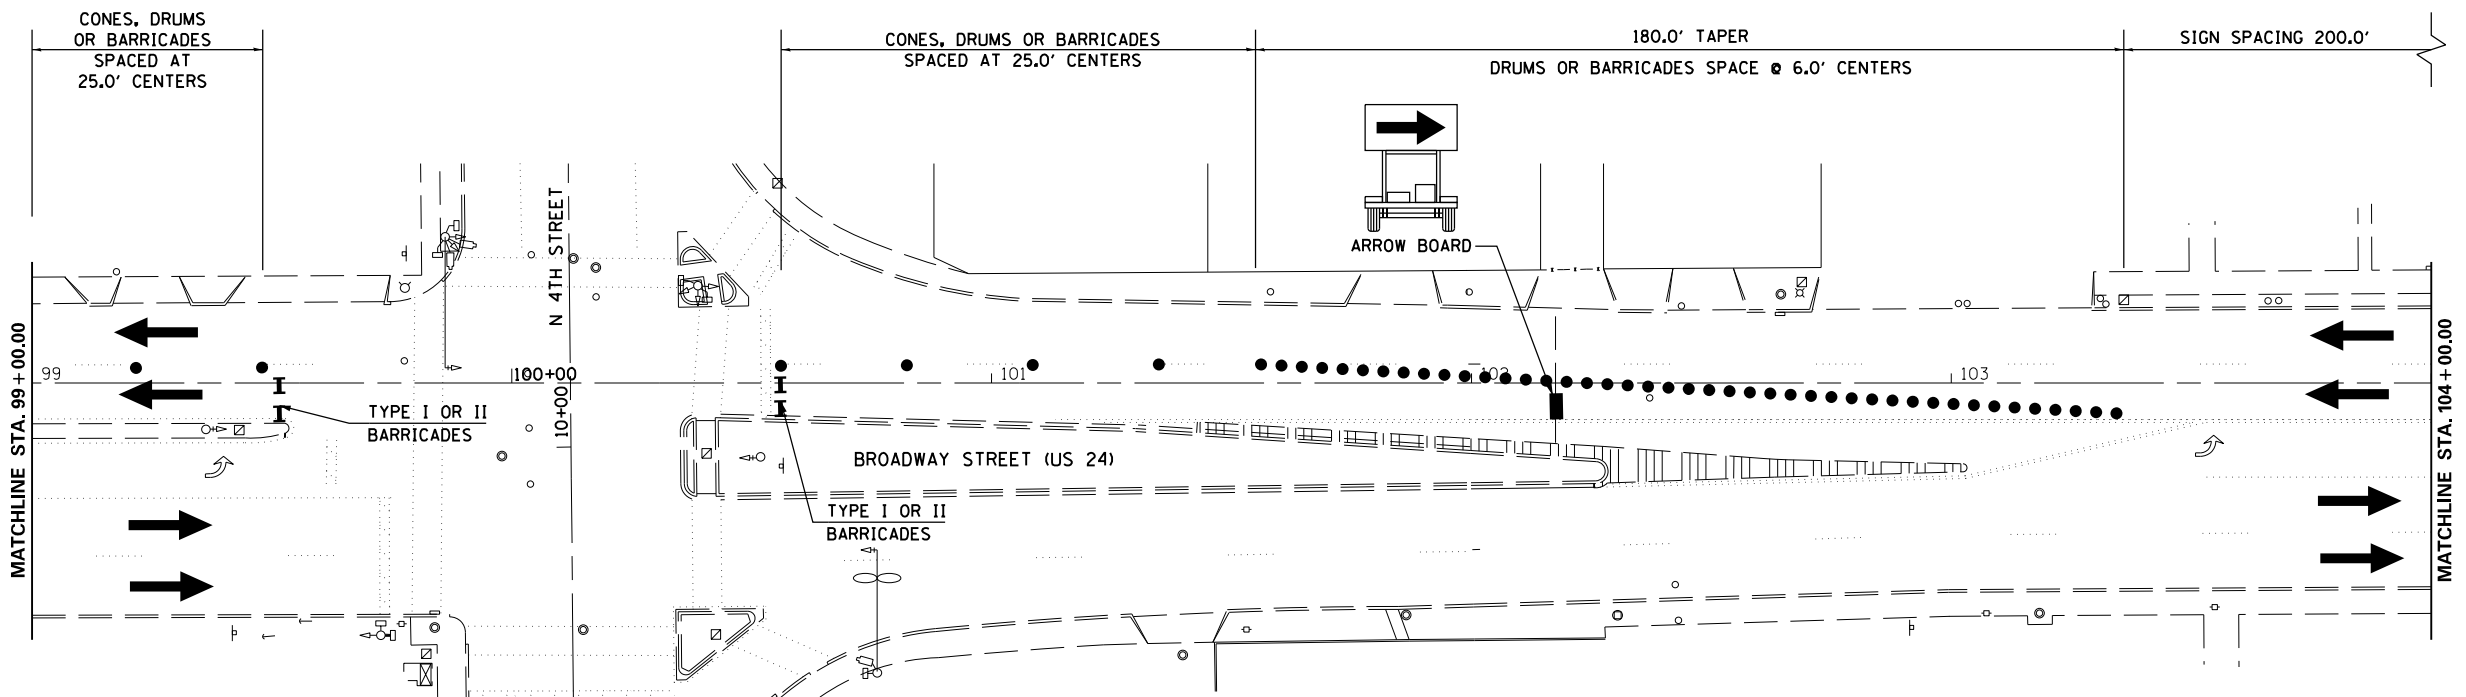 CONES, DRUMS
OR BARRICADES
SPACED AT
25.0' CENTERS
CONES, DRUMS OR BARRICADES
SPACED AT 25.0' CENTERS
180.0' TAPER
DRUMS OR BARRICADES SPACE @ 6.0' CENTERS
SIGN SPACING 200.0'
ARROW BOARD
N 4TH STREET
MATCHLINE STA. 99+00.00
99
100+00
10+00
101
102
103
MATCHLINE STA. 104+00.00
TYPE I OR II
BARRICADES
BROADWAY STREET (US 24)
TYPE I OR II
BARRICADES